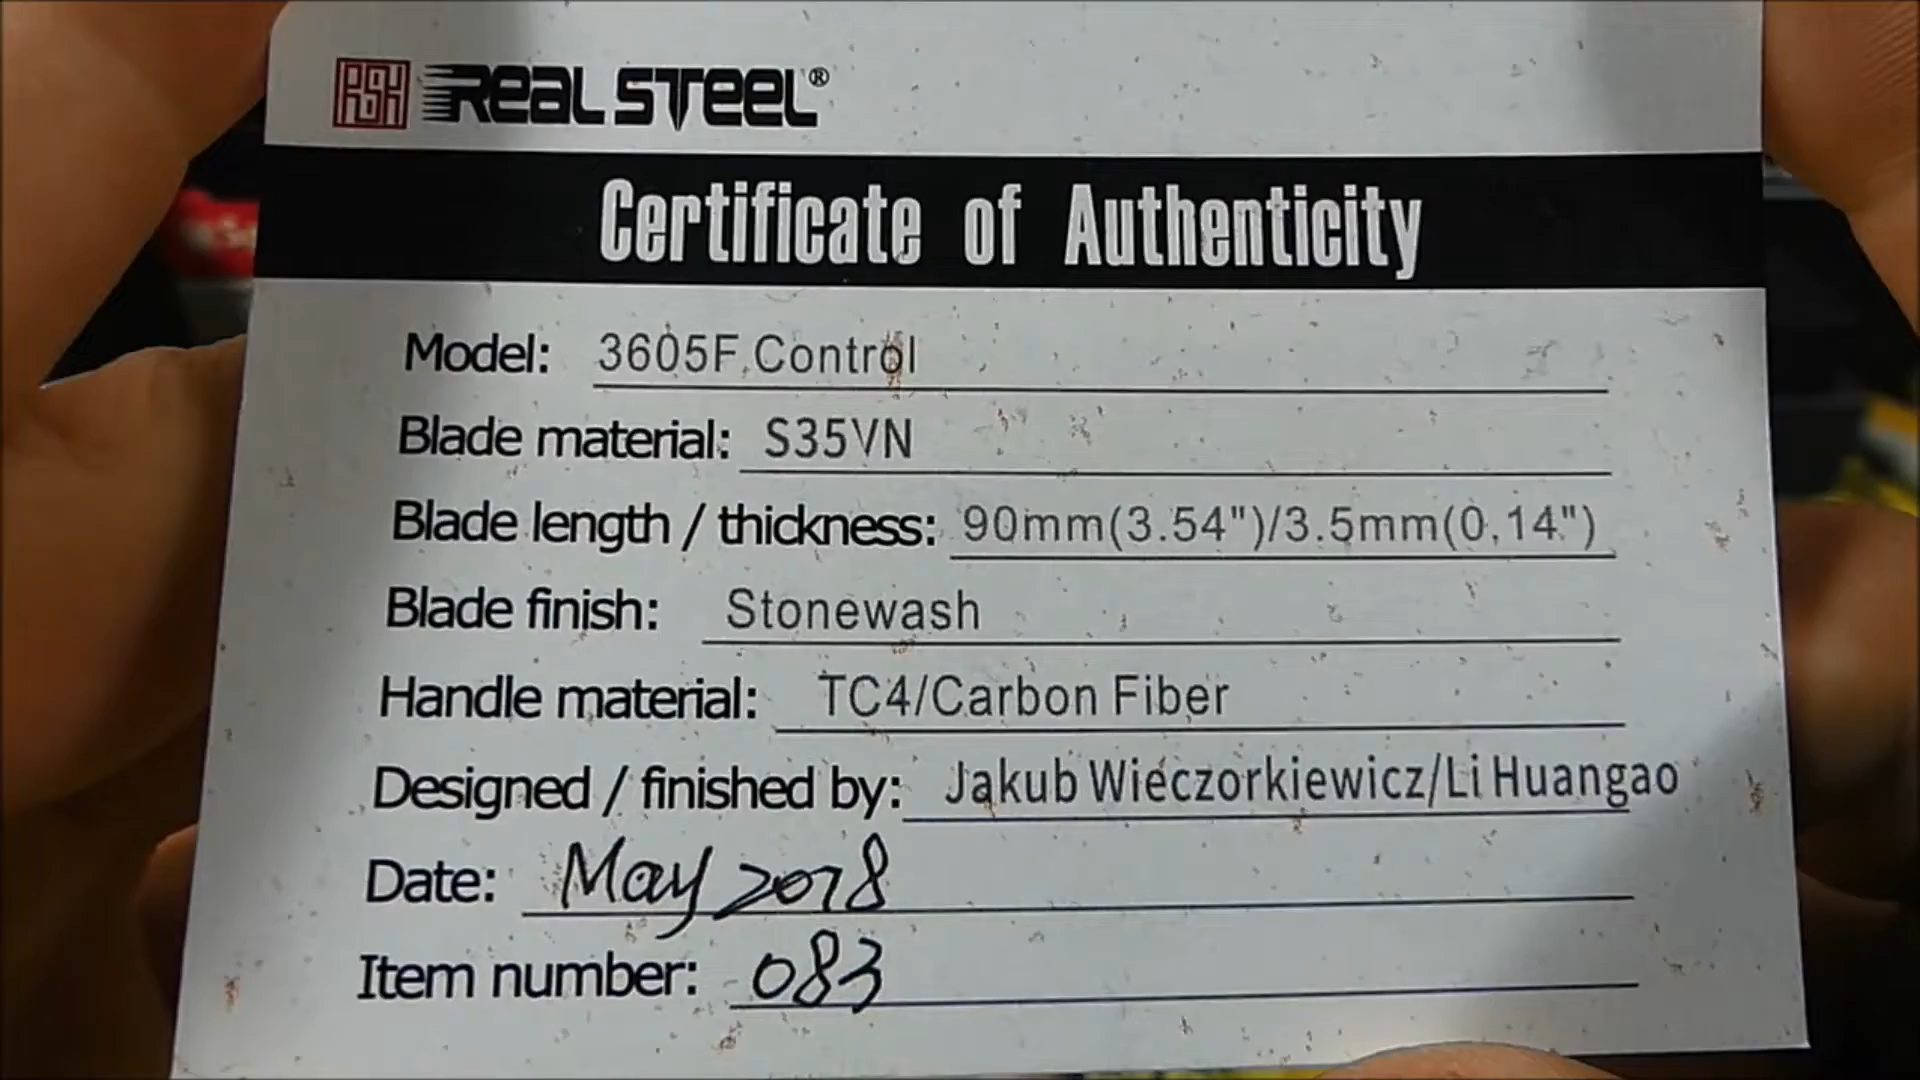 RSK REAL STEEL®
Certificate of Authenticity
Model: 3605F Control
Blade material: S35VN
Blade length / thickness: 90mm(3.54")/3.5mm(0.14")
Blade finish: Stonewash
Handle material: TC4/Carbon Fiber
Designed / finished by: Jakub Wieczorkiewicz/Li Huangao
Date: May 2018
Item number: 083